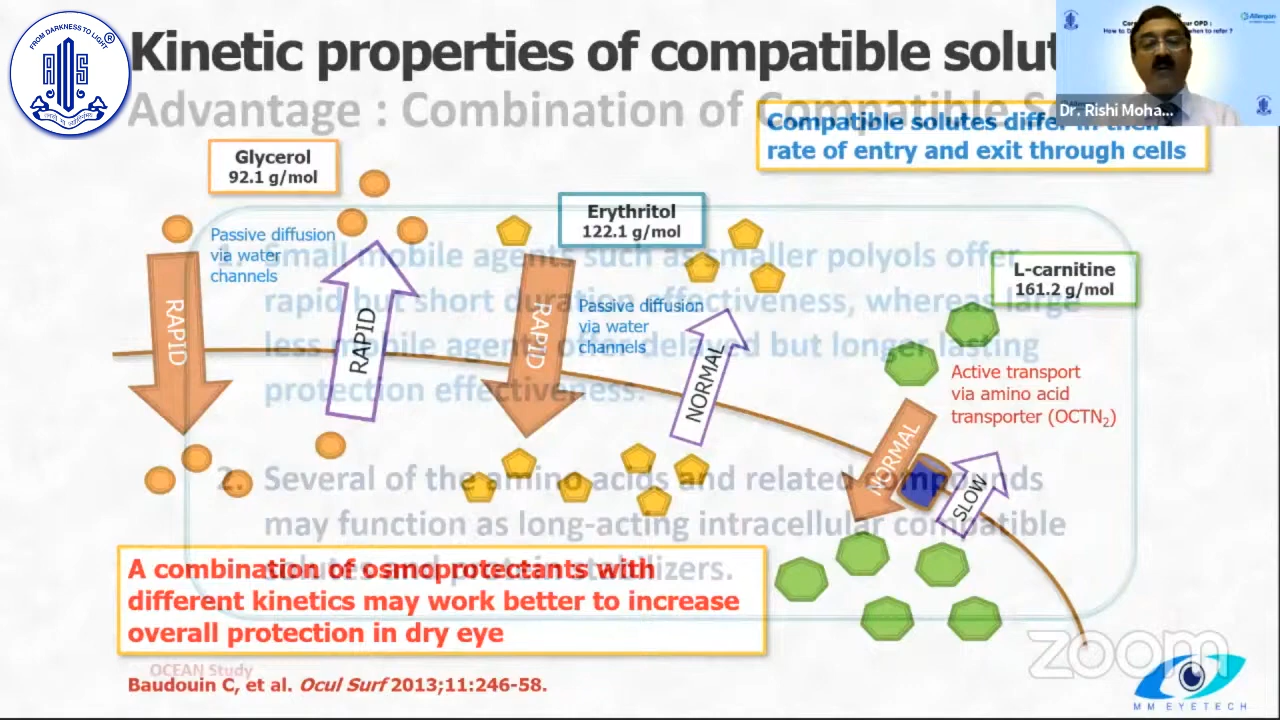 FROM DARKNESS TO LIGHT
Kinetic properties of compatible solut
Advantage : Combination of Compatible S
Allergan
Dr. Rishi Moha...
Compatible solutes differ in their
rate of entry and exit through cells
Glycerol
92.1 g/mol
Erythritol
122.1 g/mol
L-carnitine
161.2 g/mol
Passive diffusion
via water
channels
RAPID
RAPID
RAPID
Passive diffusion
via water
channels
NORMAL
Active transport
via amino acid
transporter (OCTN₂)
NORMAL
SLOW
1. Small mobile agents such as smaller polyols offer
rapid but short duration effectiveness, whereas large
less mobile agents offer delayed but longer lasting
protection effectiveness.
2. Several of the amino acids and related compounds
may function as long-acting intracellular compatible
solutes and protein stabilizers.
A combination of osmoprotectants with
different kinetics may work better to increase
overall protection in dry eye
OCEAN Study
Baudouin C, et al. Ocul Surf 2013;11:246-58.
zoom
MM EYETECH